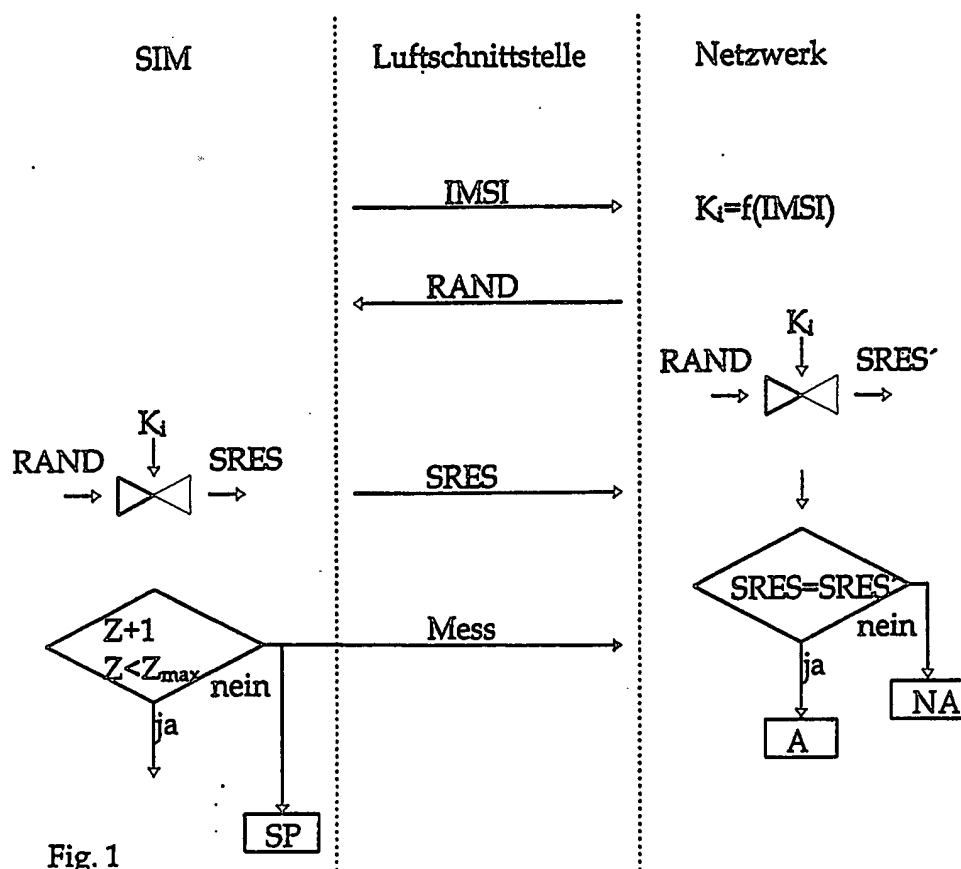 SIM
Luftschnittstelle
Netzwerk
IMSI
Ki=f(IMSI)
RAND
Ki
RAND
SRES´
Ki
RAND
SRES
SRES
SRES=SRES´
nein
ja
NA
A
Z+1
Z<Zmax
nein
ja
Mess
SP
Fig. 1